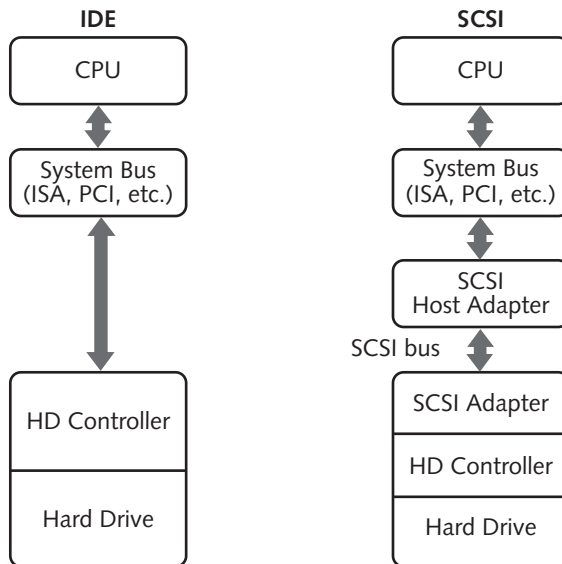 IDE
CPU
System Bus
(ISA, PCI, etc.)
HD Controller
Hard Drive
SCSI
CPU
System Bus
(ISA, PCI, etc.)
SCSI
Host Adapter
SCSI bus
SCSI Adapter
HD Controller
Hard Drive